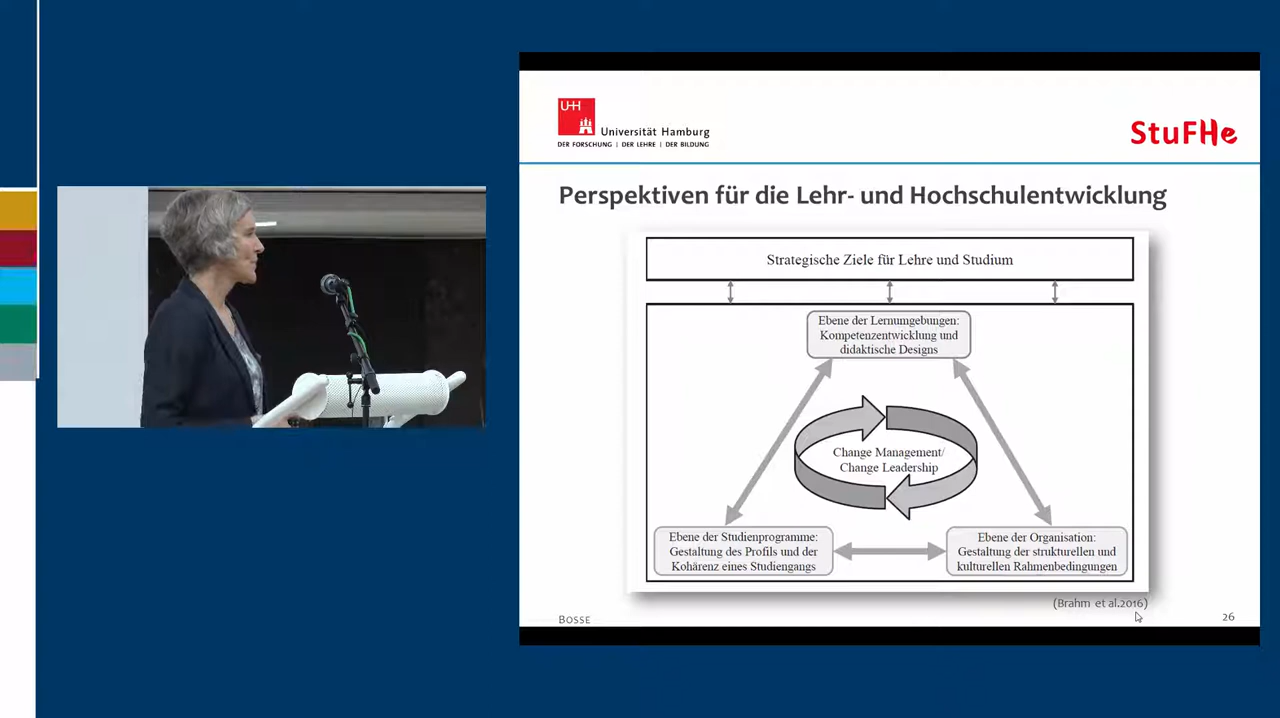 UH
Universität Hamburg
DER FORSCHUNG | DER LEHRE | DER BILDUNG
StuFHe
Perspektiven für die Lehr- und Hochschulentwicklung
Strategische Ziele für Lehre und Studium
Ebene der Lernumgebungen:
Kompetenzentwicklung und
didaktische Designs
Change Management/
Change Leadership
Ebene der Studienprogramme:
Gestaltung des Profils und der
Kohärenz eines Studiengangs
Ebene der Organisation:
Gestaltung der strukturellen und
kulturellen Rahmenbedingungen
(Brahm et al.2016)
BOSSE
26